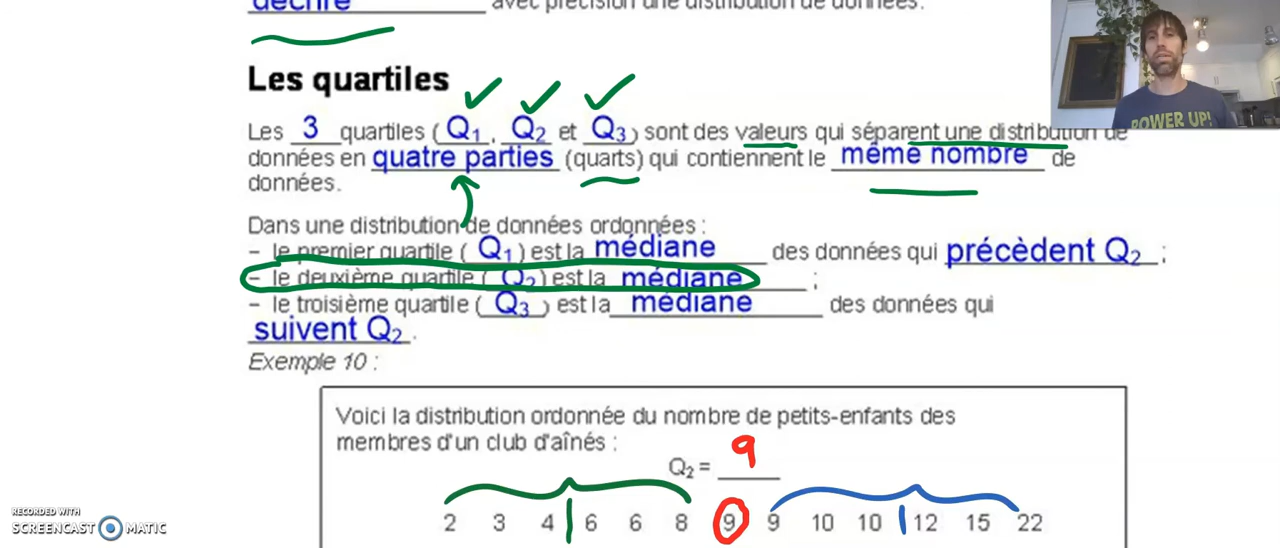 décrire avec précision une distribution de données.
Les quartiles
Les 3 quartiles (Q1, Q2 et Q3) sont des valeurs qui séparent une distribution de
données en quatre parties (quarts) qui contiennent le même nombre de
données.
Dans une distribution de données ordonnées :
- le premier quartile ( Q1 ) est la médiane des données qui précèdent Q2 ;
- le deuxième quartile ( Q2 ) est la médiane ;
- le troisième quartile ( Q3 ) est la médiane des données qui
suivent Q2.
Exemple 10 :
Voici la distribution ordonnée du nombre de petits-enfants des
membres d'un club d'aînés :
Q2 = 9
2 3 4 6 6 8 9 9 10 10 12 15 22
POWER UP!
RECORDED WITH
SCREENCAST MATIC